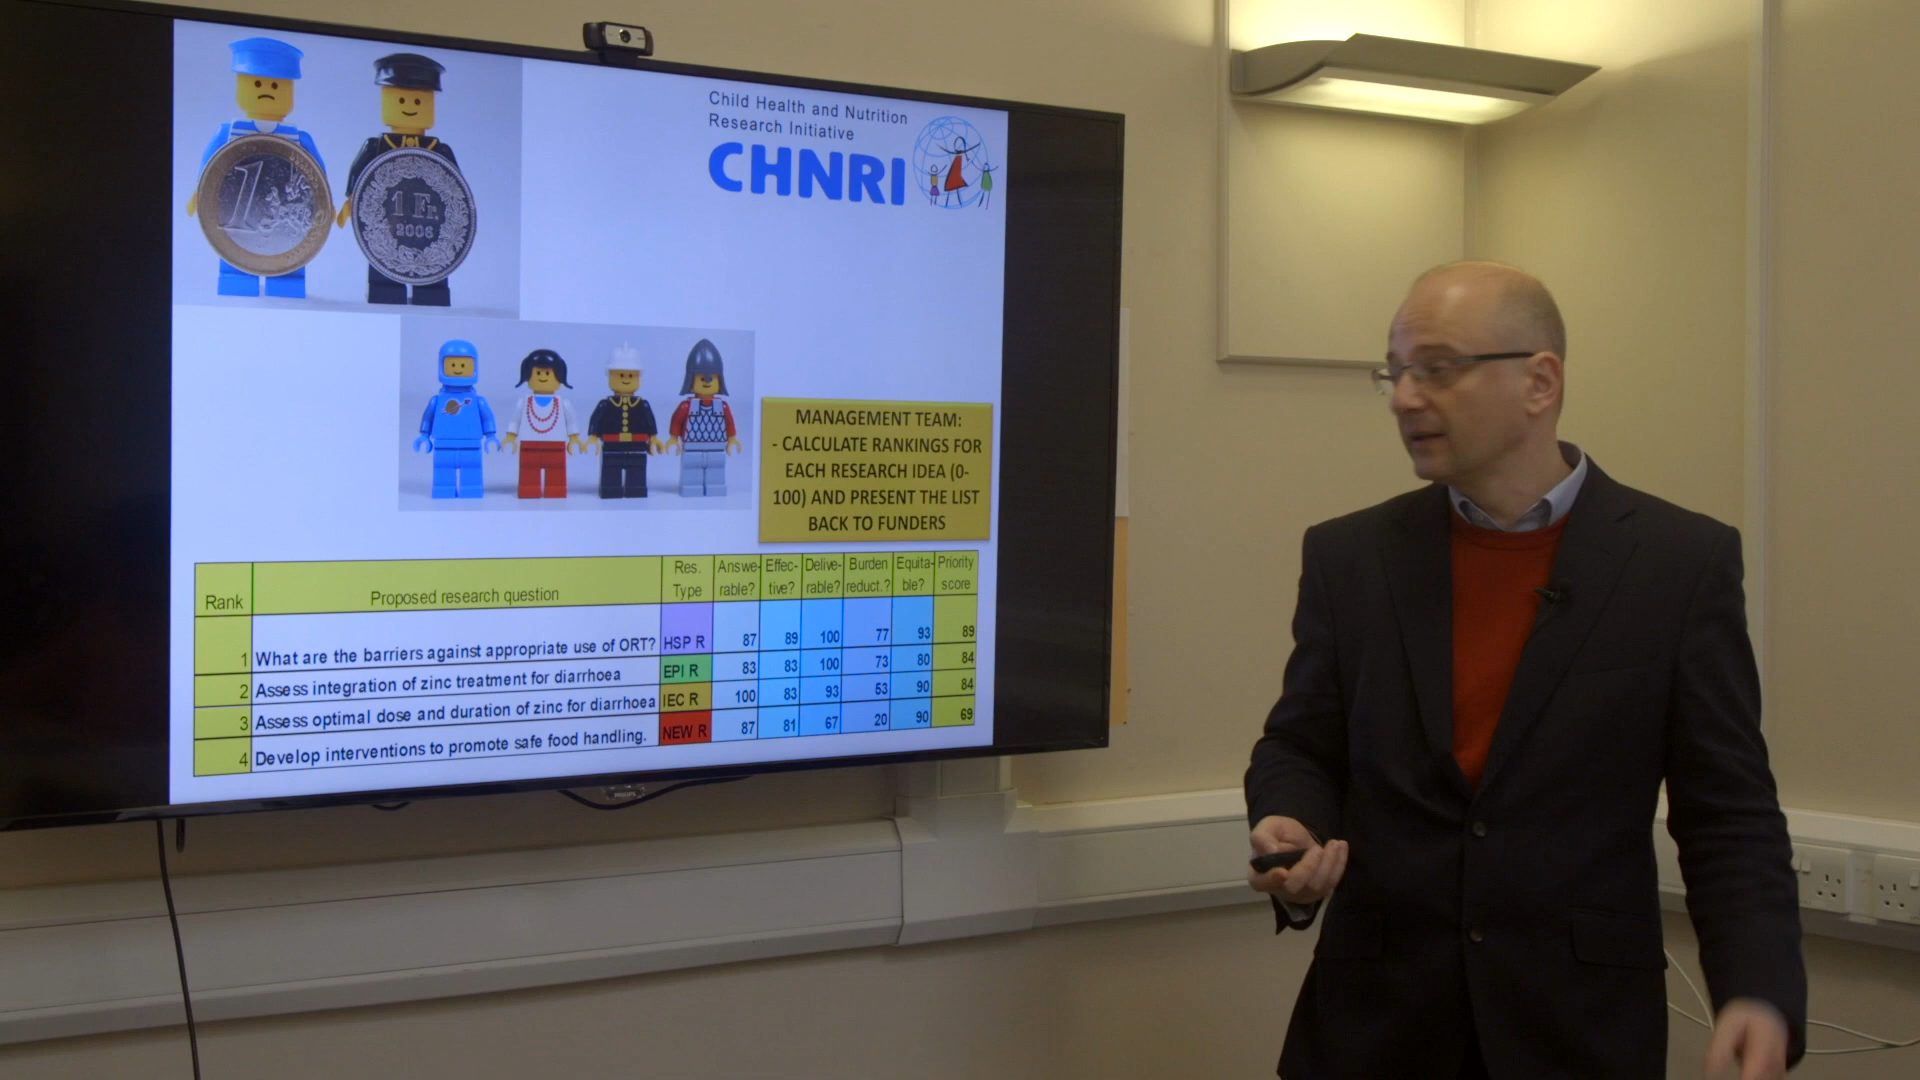 Child Health and Nutrition
Research Initiative
CHNRI
1
1 Fr.
2008
MANAGEMENT TEAM:
- CALCULATE RANKINGS FOR
EACH RESEARCH IDEA (0-
100) AND PRESENT THE LIST
BACK TO FUNDERS
Rank Proposed research question Res. Type Answe-rable? Effec-tive? Delive-rable? Burden reduct.? Equita-ble? Priority score
1 What are the barriers against appropriate use of ORT? HSP R 87 89 100 77 93 89
2 Assess integration of zinc treatment for diarrhoea EPI R 83 83 100 73 80 84
3 Assess optimal dose and duration of zinc for diarrhoea IEC R 100 83 93 53 90 84
4 Develop interventions to promote safe food handling. NEW R 87 81 67 20 90 69